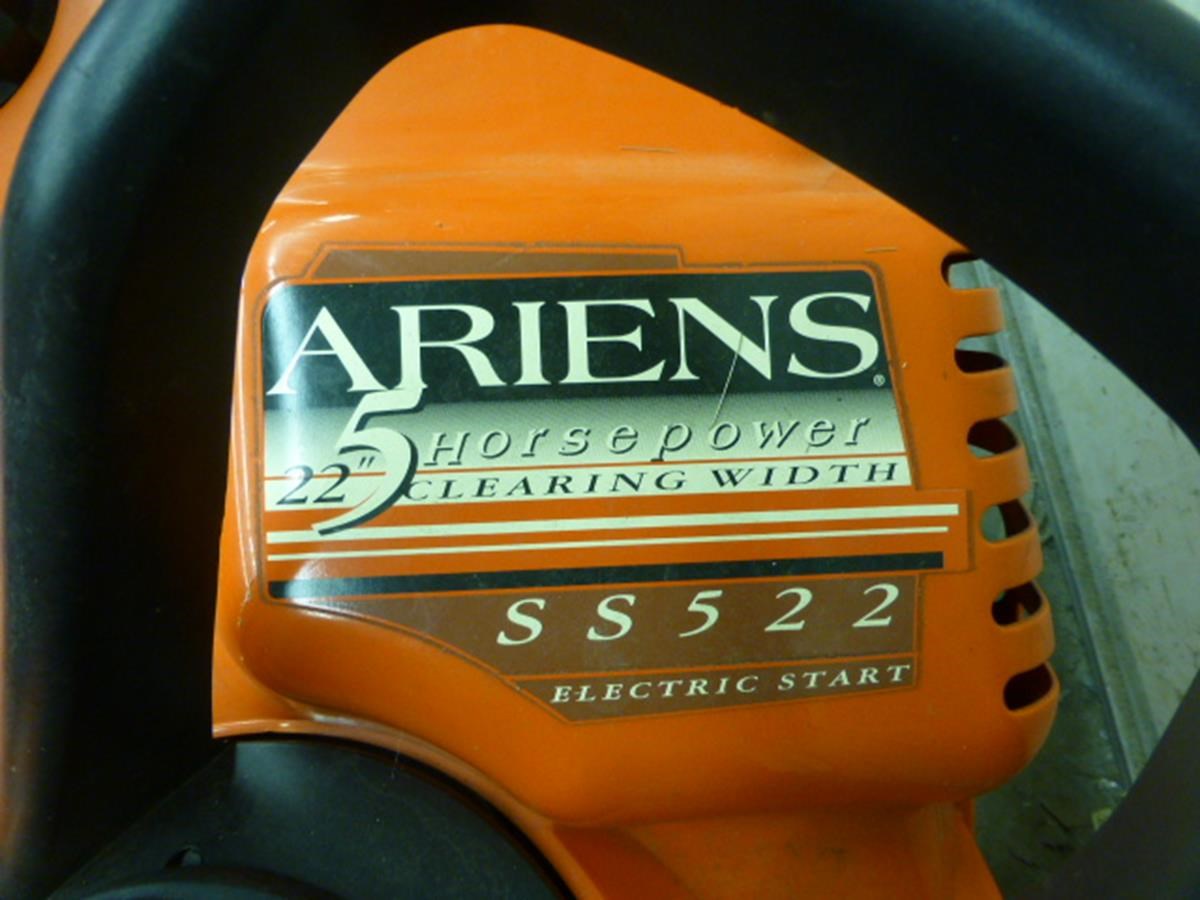 ARIENS®
5 Horsepower
22" CLEARING WIDTH
SS522
ELECTRIC START